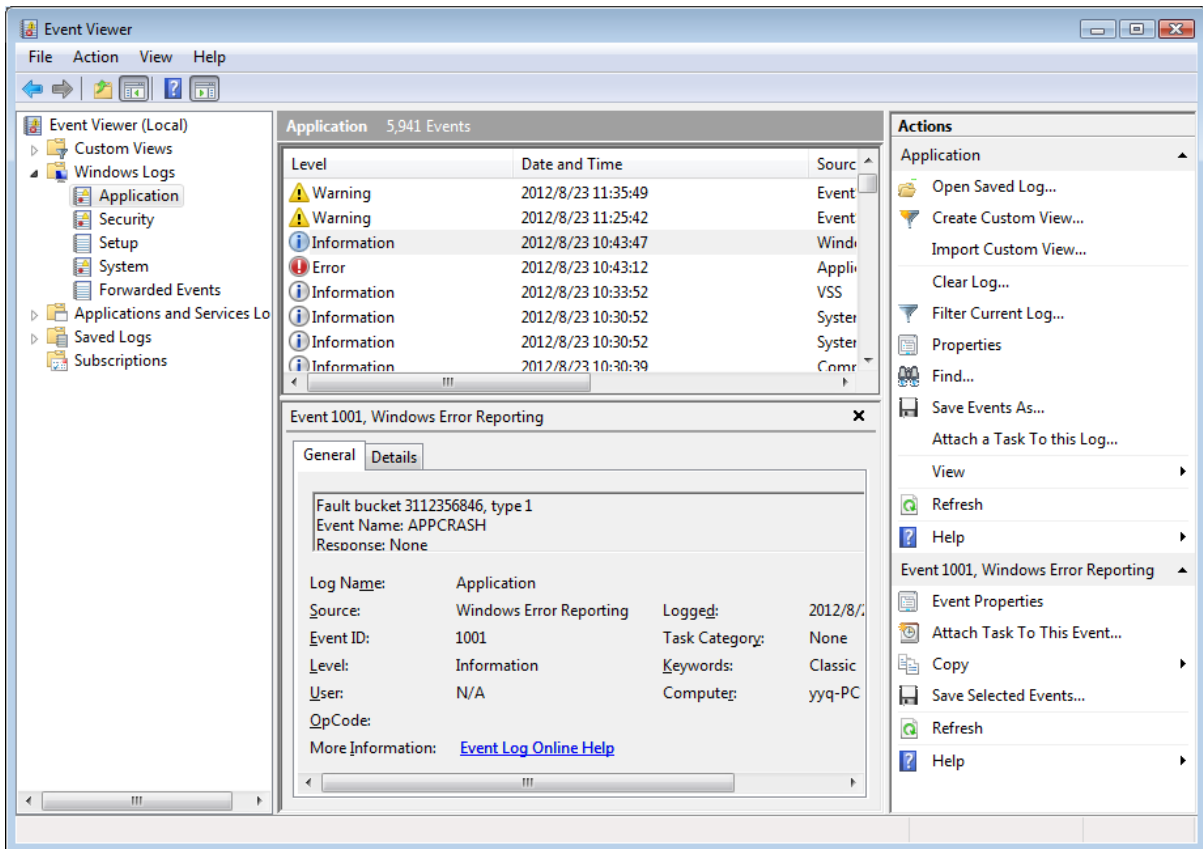 Event Viewer
File Action View Help
Event Viewer (Local)
Custom Views
Windows Logs
Application
Security
Setup
System
Forwarded Events
Applications and Services Lo
Saved Logs
Subscriptions
Application 5,941 Events
Level Date and Time Sourc
Warning 2012/8/23 11:35:49 Event
Warning 2012/8/23 11:25:42 Event
Information 2012/8/23 10:43:47 Wind
Error 2012/8/23 10:43:12 Appli
Information 2012/8/23 10:33:52 VSS
Information 2012/8/23 10:30:52 System
Information 2012/8/23 10:30:52 System
Information 2012/8/23 10:30:39 Com
Event 1001, Windows Error Reporting
General Details
Fault bucket 3112356846, type 1
Event Name: APPCRASH
Response: None
Log Name: Application
Source: Windows Error Reporting Logged: 2012/8/2
Event ID: 1001 Task Category: None
Level: Information Keywords: Classic
User: N/A Computer: yyq-PC
OpCode:
More Information: Event Log Online Help
Actions
Application
Open Saved Log...
Create Custom View...
Import Custom View...
Clear Log...
Filter Current Log...
Properties
Find...
Save Events As...
Attach a Task To this Log...
View
Refresh
Help
Event 1001, Windows Error Reporting
Event Properties
Attach Task To This Event...
Copy
Save Selected Events...
Refresh
Help